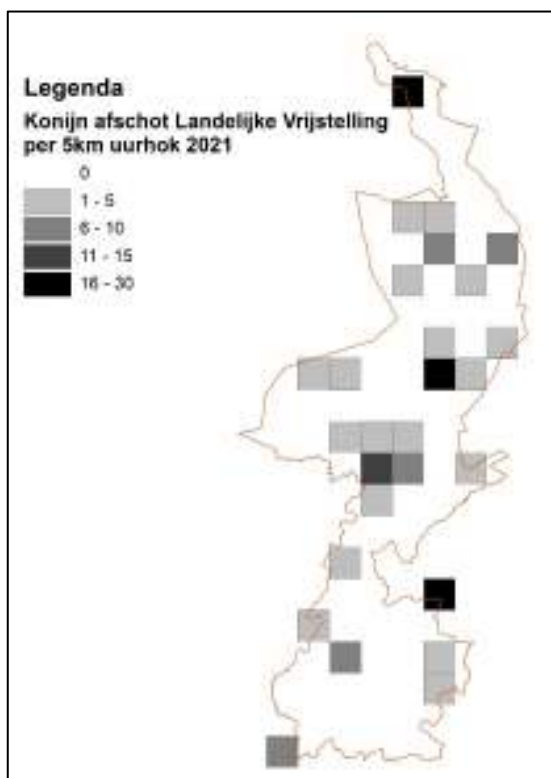 Legenda
Konijn afschot Landelijke Vrijstelling
per 5km uurhok 2021
0
1 - 5
6 - 10
11 - 15
16 - 30